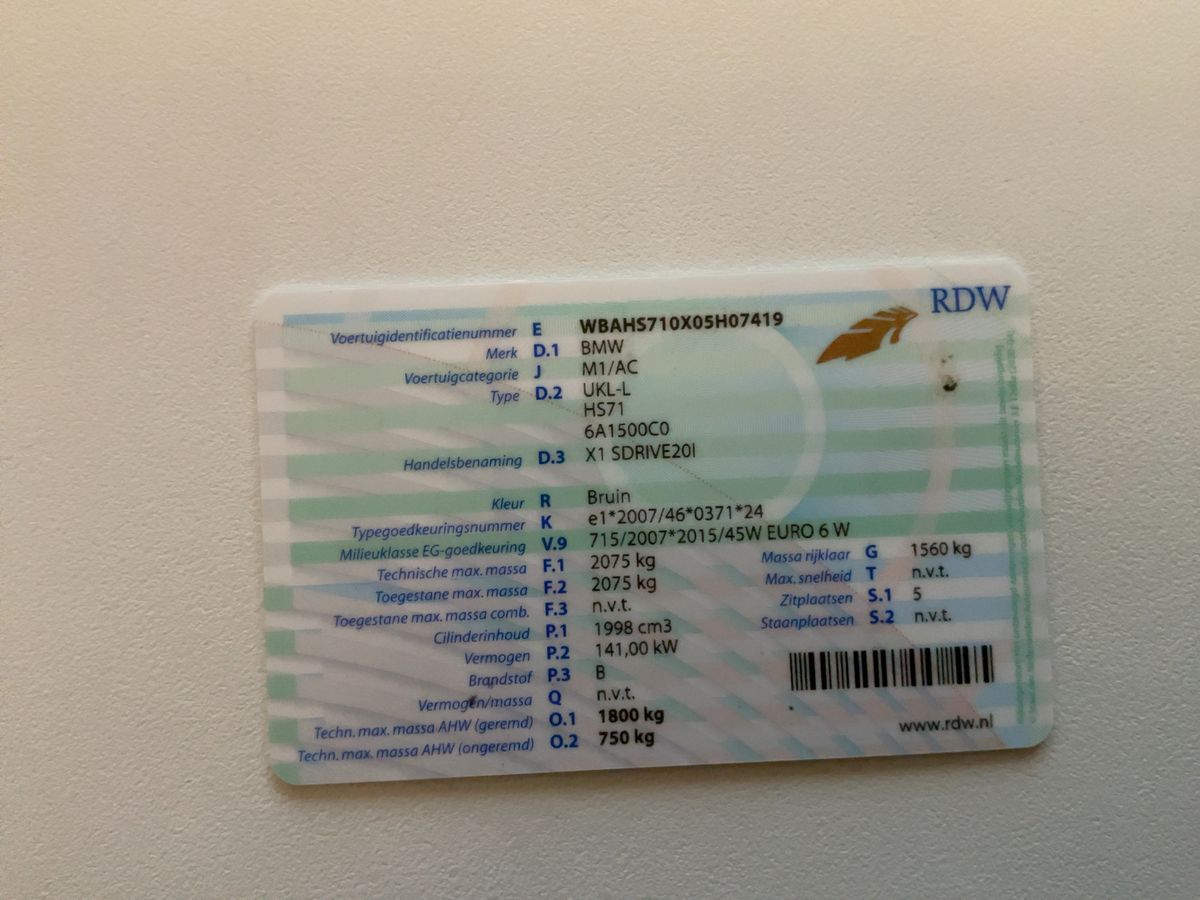 RDW
Voertuigidentificatienummer E WBAHS710X05H07419
Merk D.1 BMW
Voertuigcategorie J M1/AC
Type D.2 UKL-L
HS71
6A1500C0
Handelsbenaming D.3 X1 SDRIVE20I
Kleur R Bruin
Typegoedkeuringsnummer K e1*2007/46*0371*24
Milieuklasse EG-goedkeuring V.9 715/2007*2015/45W EURO 6 W
Technische max. massa F.1 2075 kg Massa rijklaar G 1560 kg
Toegestane max. massa F.2 2075 kg Max. snelheid T n.v.t.
Toegestane max. massa comb. F.3 n.v.t. Zitplaatsen S.1 5
Cilinderinhoud P.1 1998 cm3 Staanplaatsen S.2 n.v.t.
Vermogen P.2 141,00 kW
Brandstof P.3 B
Vermogen/massa Q n.v.t.
Techn. max. massa AHW (geremd) O.1 1800 kg
Techn. max. massa AHW (ongeremd) O.2 750 kg
www.rdw.nl